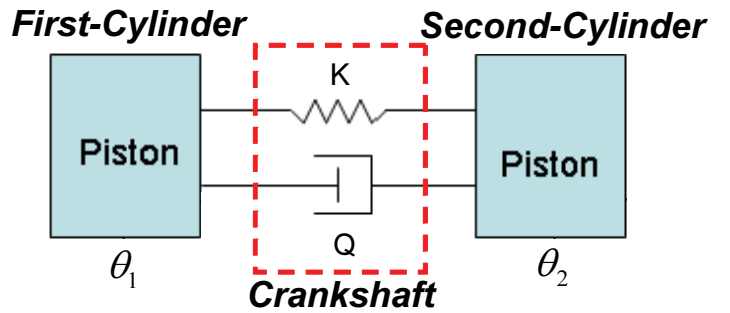 First-Cylinder Second-Cylinder
K
Piston Piston
Q
θ₁ θ₂
Crankshaft